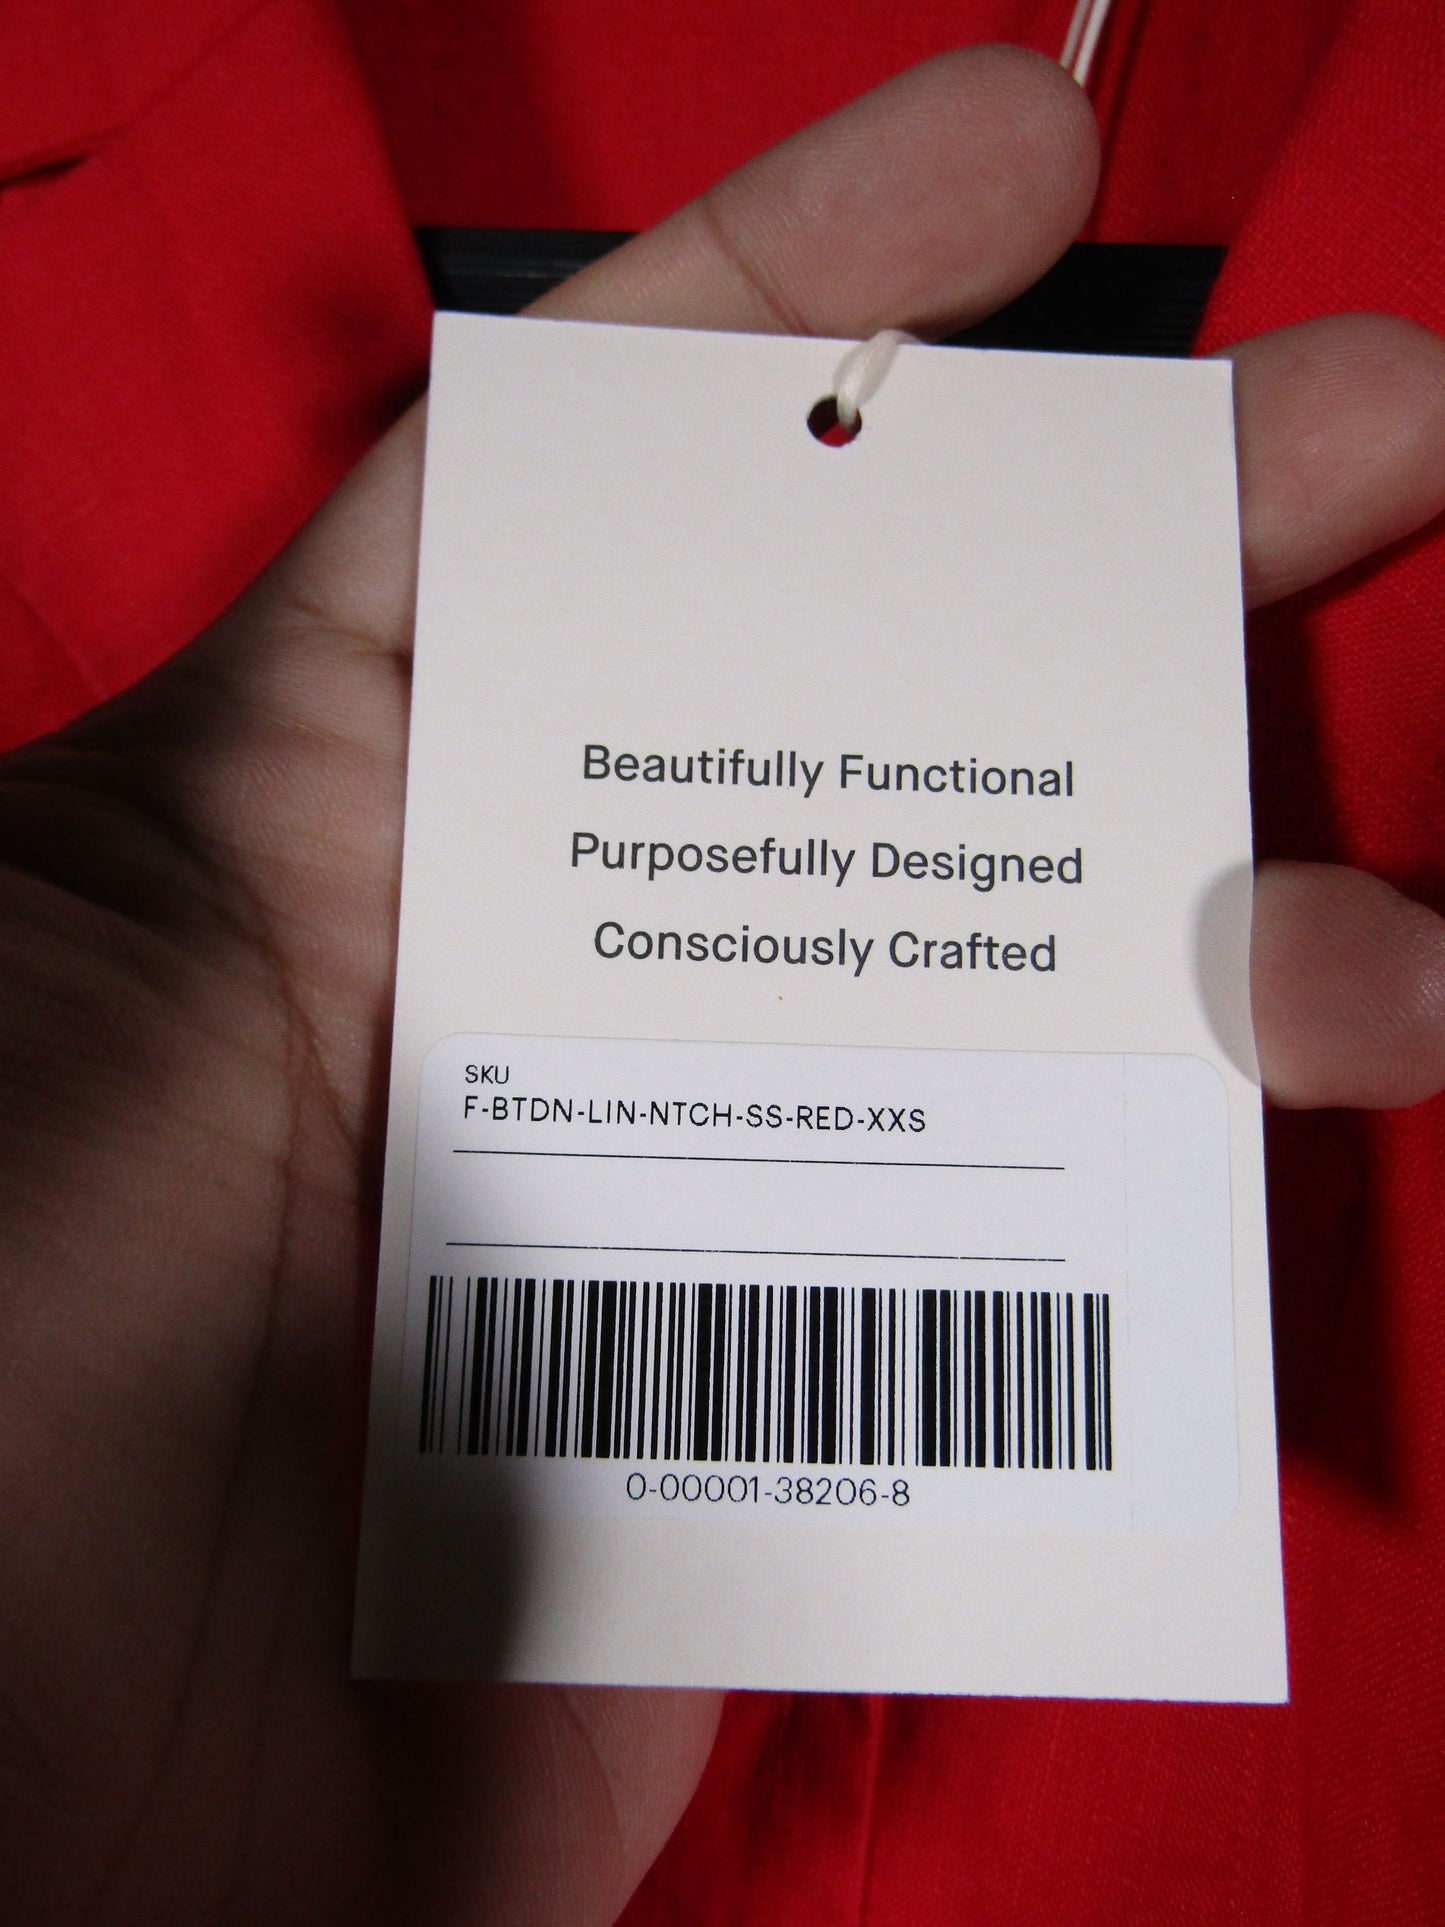 Beautifully Functional
Purposefully Designed
Consciously Crafted
SKU
F-BTDN-LIN-NTCH-SS-RED-XXS
0-00001-38206-8